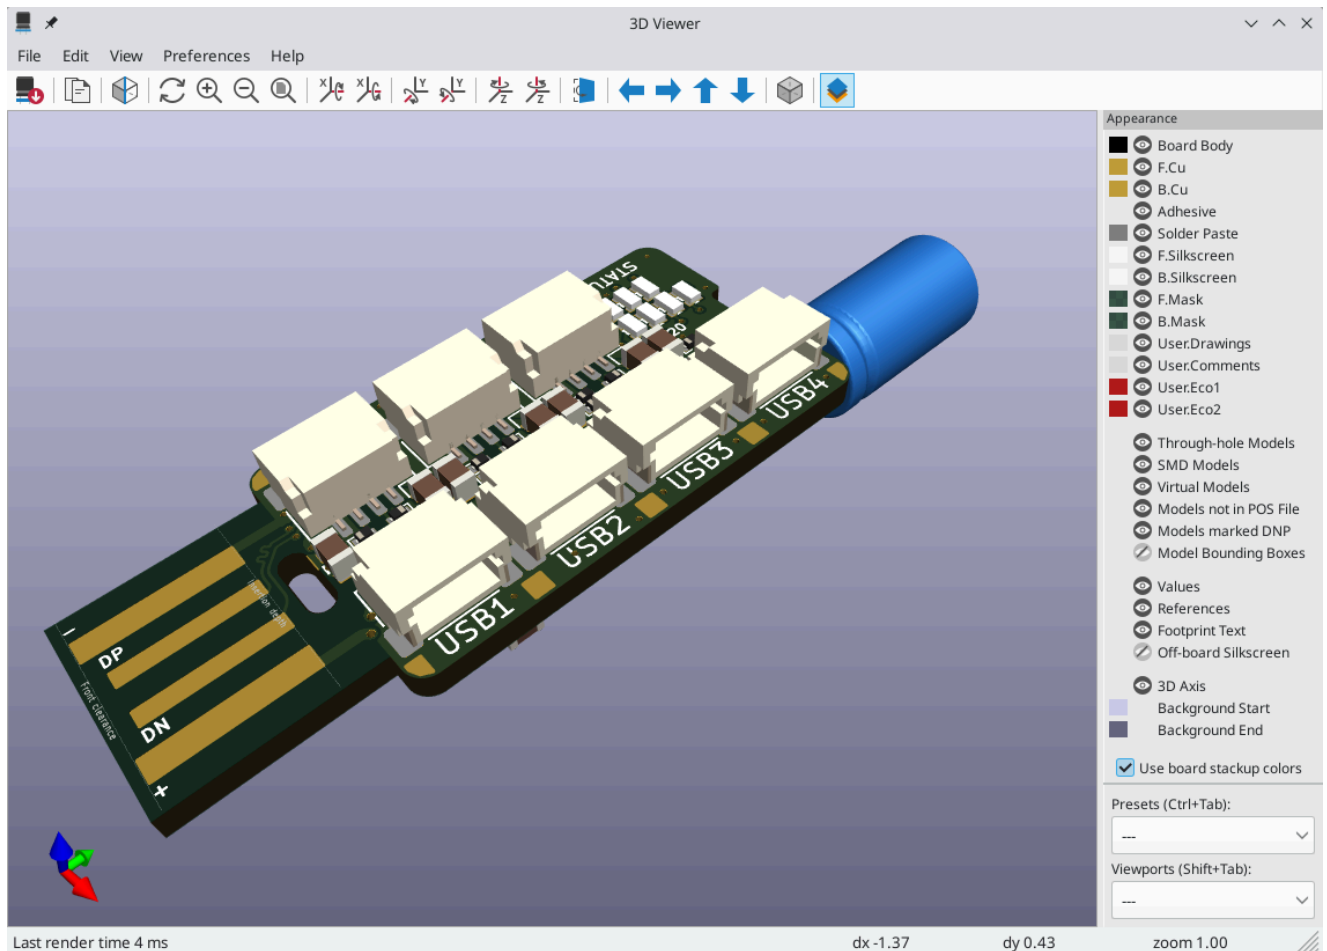 3D Viewer
File Edit View Preferences Help
Appearance
Board Body
F.Cu
B.Cu
Adhesive
Solder Paste
F.Silkscreen
B.Silkscreen
F.Mask
B.Mask
User.Drawings
User.Comments
User.Eco1
User.Eco2
Through-hole Models
SMD Models
Virtual Models
Models not in POS File
Models marked DNP
Model Bounding Boxes
Values
References
Footprint Text
Off-board Silkscreen
3D Axis
Background Start
Background End
Use board stackup colors
Presets (Ctrl+Tab):
---
Viewports (Shift+Tab):
---
STATU
20
USB4
USB3
USB2
USB1
Insertion depth
-
DP
DN
+
Front clearance
Last render time 4 ms dx -1.37 dy 0.43 zoom 1.00